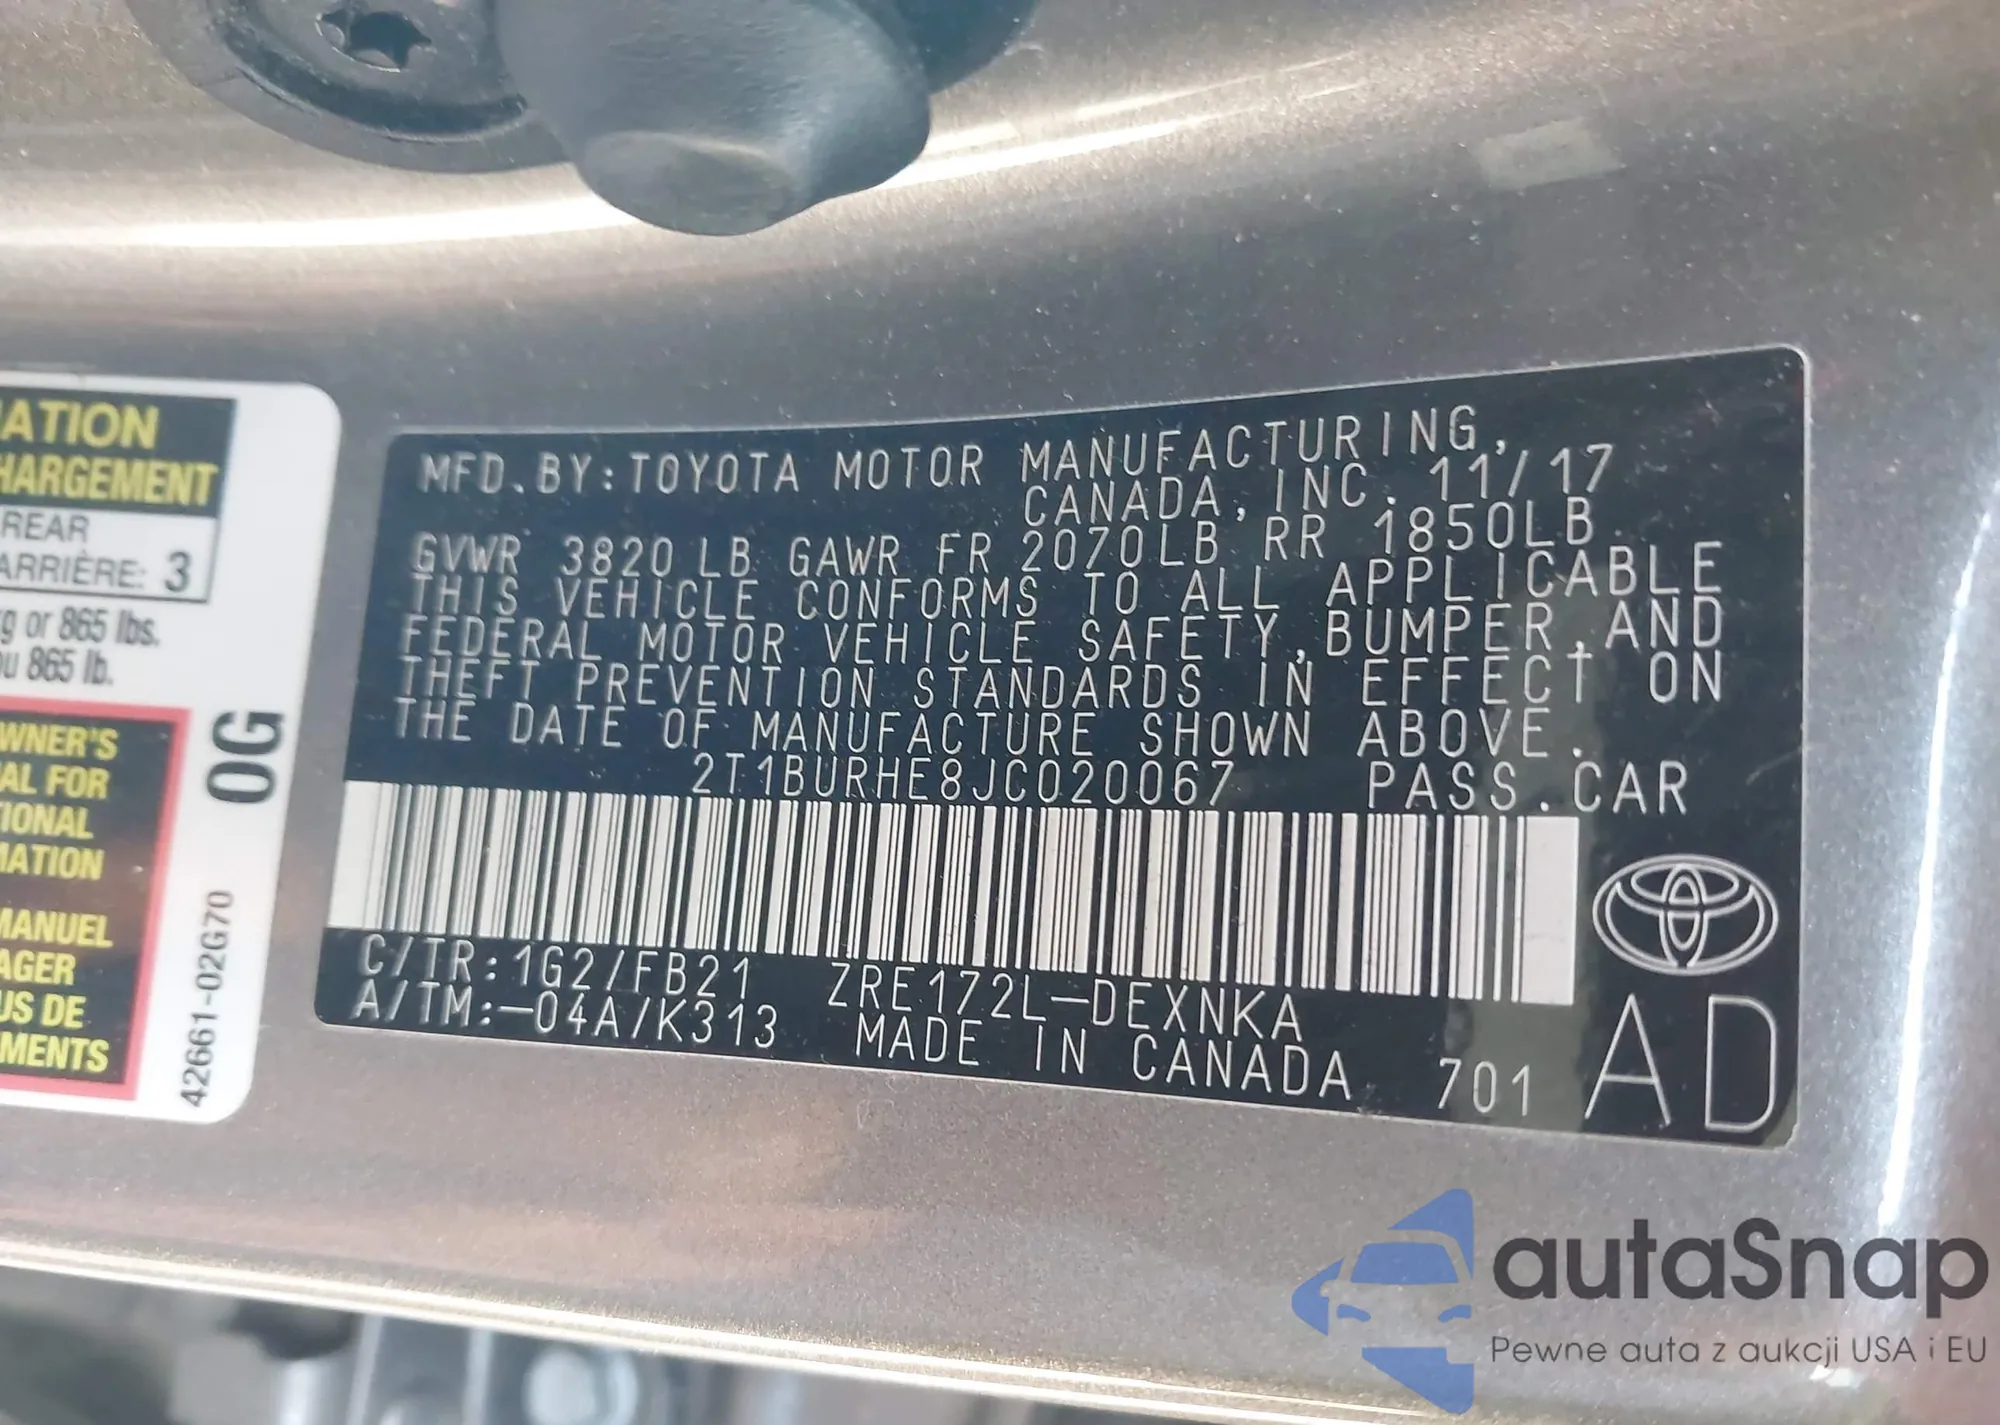 ATION
HARGEMENT
REAR
ARRIÈRE: 3
g or 865 lbs.
u 865 lb.
WNER'S
AL FOR
IONAL
MATION
MANUEL
AGER
US DE
MENTS
0G
42661-02G70
MFD.BY:TOYOTA MOTOR MANUFACTURING,
CANADA, INC. 11/17
GVWR 3820LB GAWR FR 2070LB RR 1850LB
THIS VEHICLE CONFORMS TO ALL APPLICABLE
FEDERAL MOTOR VEHICLE SAFETY,BUMPER,AND
THEFT PREVENTION STANDARDS IN EFFECT ON
THE DATE OF MANUFACTURE SHOWN ABOVE.
2T1BURHE8JC020067 PASS.CAR
C/TR:1G2/FB21 ZRE172L-DEXNKA
A/TM:-04A/K313 MADE IN CANADA 701
AD
autaSnap
Pewne auta z aukcji USA i EU